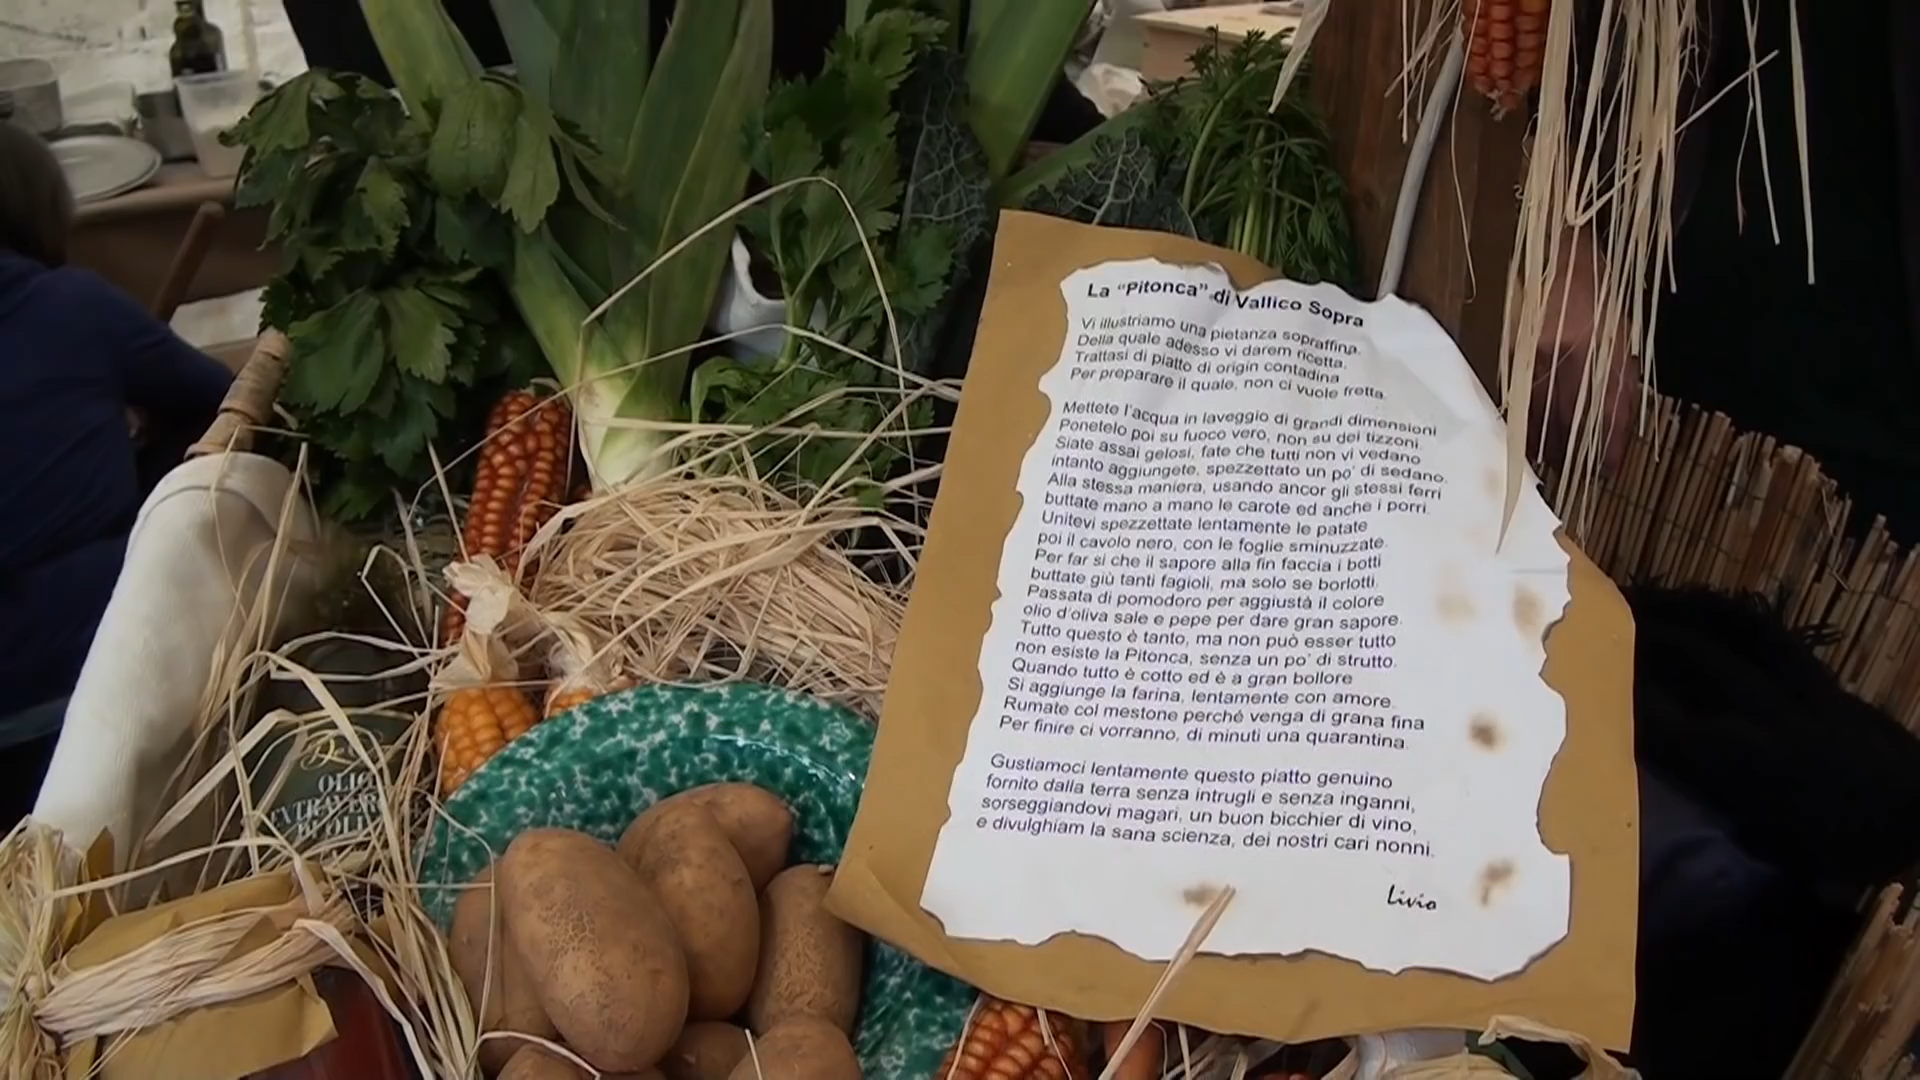 La "Pitonca" di Vallico Sopra
Vi illustriamo una pietanza sopraffina.
Della quale adesso vi darem ricetta.
Trattasi di piatto di origin contadina
Per preparare il quale, non ci vuole fretta.
Mettete l'acqua in laveggio di grandi dimensioni
Ponetelo poi su fuoco vero, non su dei tizzoni.
Siate assai gelosi, fate che tutti non vi vedano
intanto aggiungete, spezzettato un po' di sedano.
Alla stessa maniera, usando ancor gli stessi ferri
buttate mano a mano le carote ed anche i porri.
Unitevi spezzettate lentamente le patate
poi il cavolo nero, con le foglie sminuzzate.
Per far si che il sapore alla fin faccia i botti
buttate giù tanti fagioli, ma solo se borlotti.
Passata di pomodoro per aggiustà il colore
olio d'oliva sale e pepe per dare gran sapore.
Tutto questo è tanto, ma non può esser tutto
non esiste la Pitonca, senza un po' di strutto.
Quando tutto è cotto ed è a gran bollore
Si aggiunge la farina, lentamente con amore.
Rumate col mestone perché venga di grana fina
Per finire ci vorranno, di minuti una quarantina.
Gustiamoci lentamente questo piatto genuino
fornito dalla terra senza intrugli e senza inganni,
sorseggiandovi magari, un buon bicchier di vino,
e divulghiam la sana scienza, dei nostri cari nonni.
Livio
OLIO
EXTRAVER
DI OLI